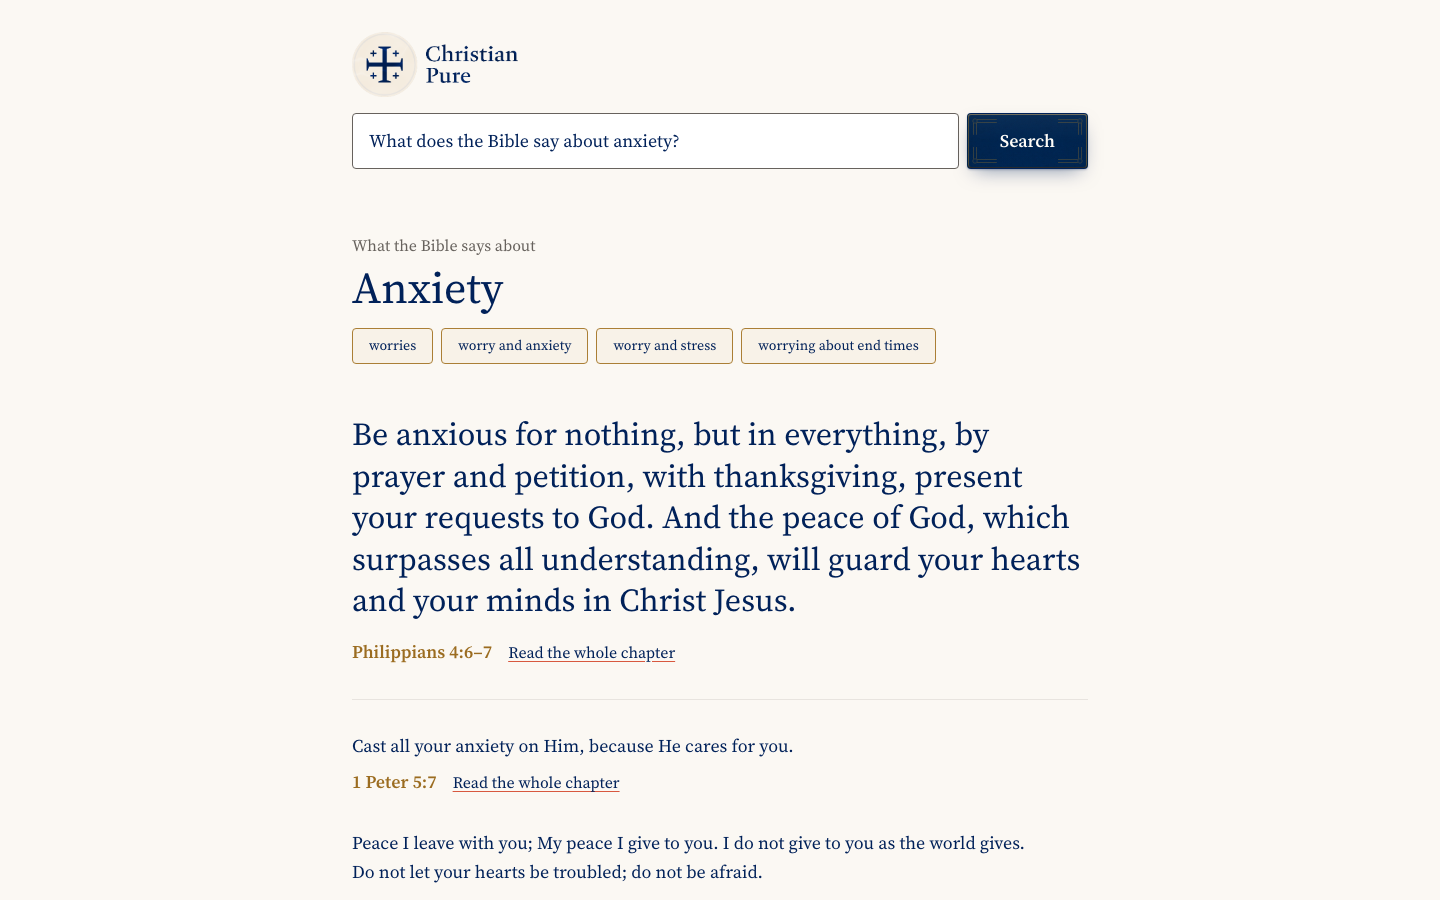 Christian
Pure
What does the Bible say about anxiety?
Search
What the Bible says about
Anxiety
worries
worry and anxiety
worry and stress
worrying about end times
Be anxious for nothing, but in everything, by
prayer and petition, with thanksgiving, present
your requests to God. And the peace of God, which
surpasses all understanding, will guard your hearts
and your minds in Christ Jesus.
Philippians 4:6–7 Read the whole chapter
Cast all your anxiety on Him, because He cares for you.
1 Peter 5:7 Read the whole chapter
Peace I leave with you; My peace I give to you. I do not give to you as the world gives.
Do not let your hearts be troubled; do not be afraid.